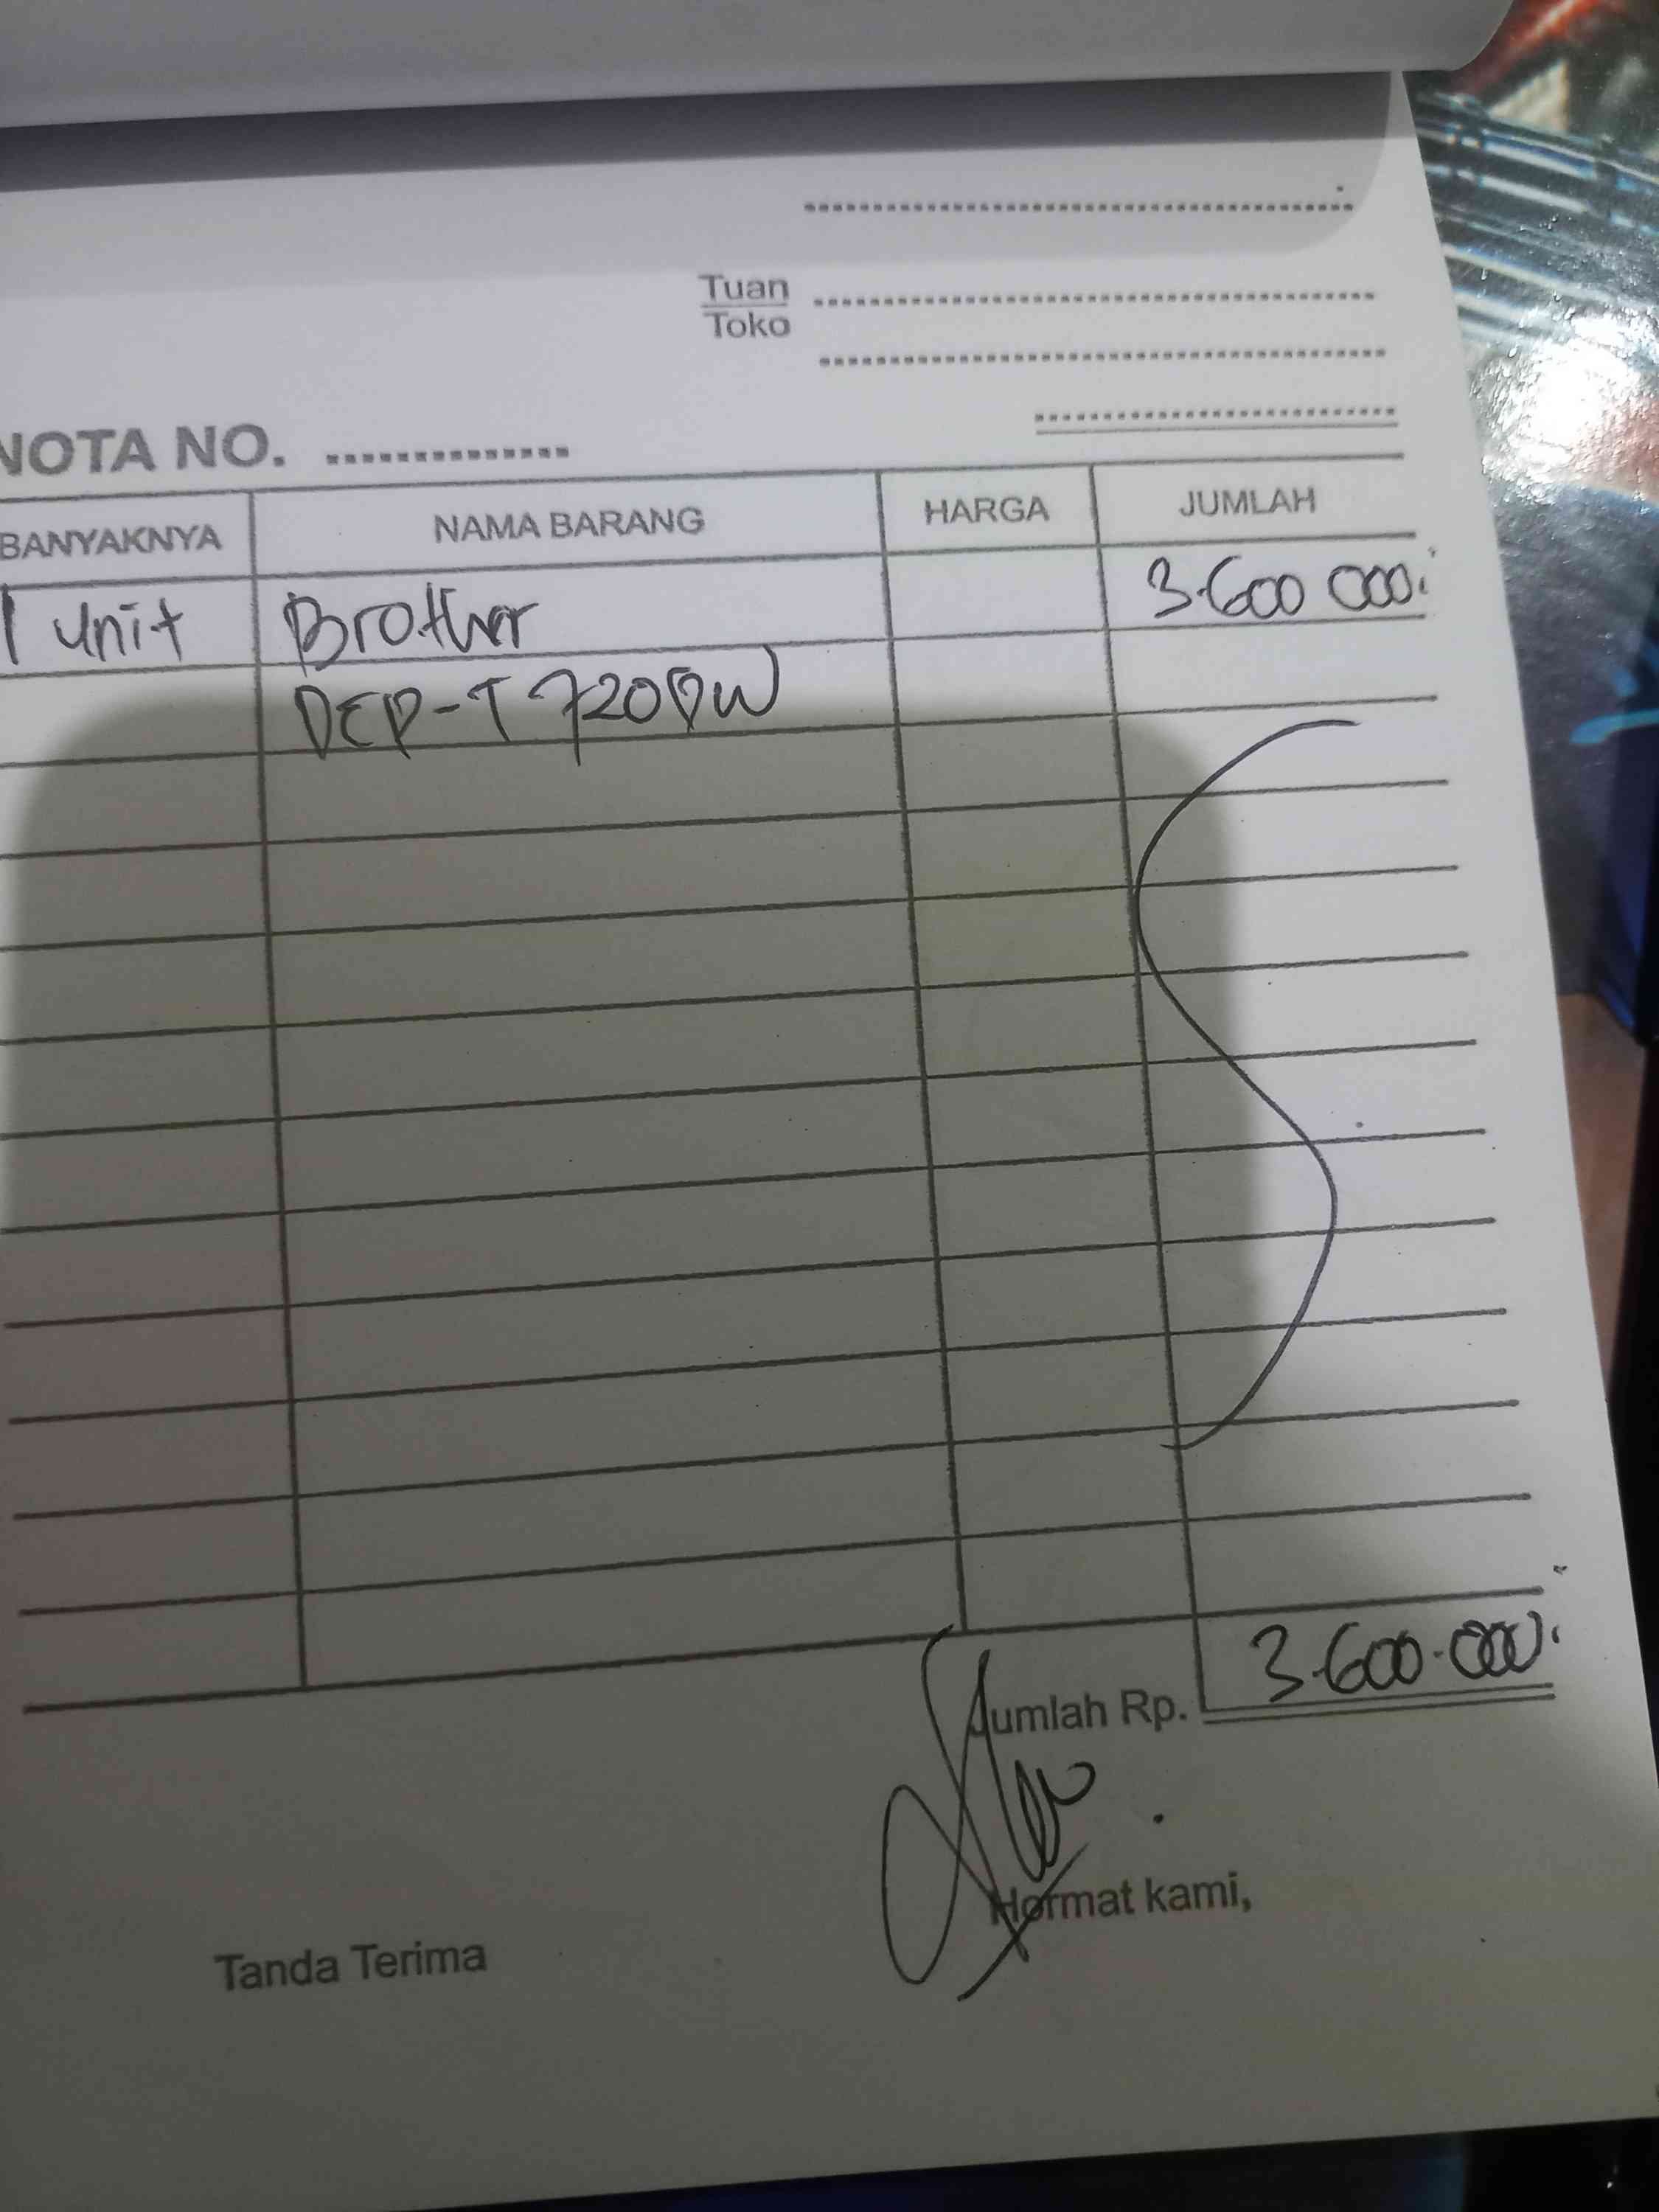 Tuan
Toko
NOTA NO.
BANYAKNYA NAMA BARANG HARGA JUMLAH
1 unit Brother 3.600 000.
DCP-T 720DW
Jumlah Rp. 3.600.000.
Hormat kami,
Tanda Terima